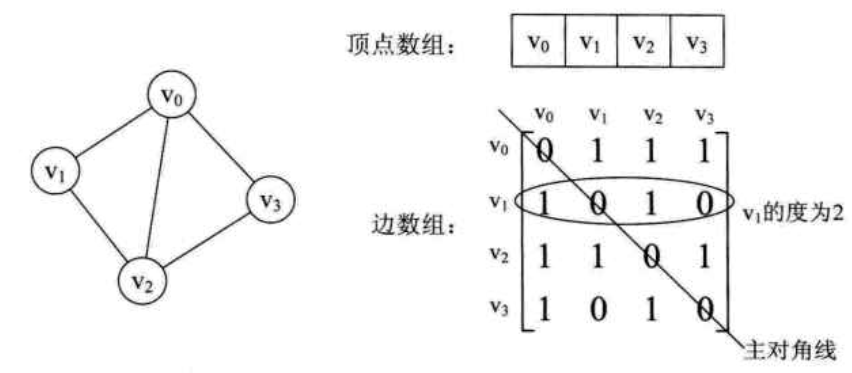 顶点数组： v₀ v₁ v₂ v₃
v₀
v₁
v₃
v₂
v₀ v₁ v₂ v₃
v₀ 0 1 1 1
v₁ 1 0 1 0 v₁的度为2
边数组：
v₂ 1 1 0 1
v₃ 1 0 1 0
主对角线